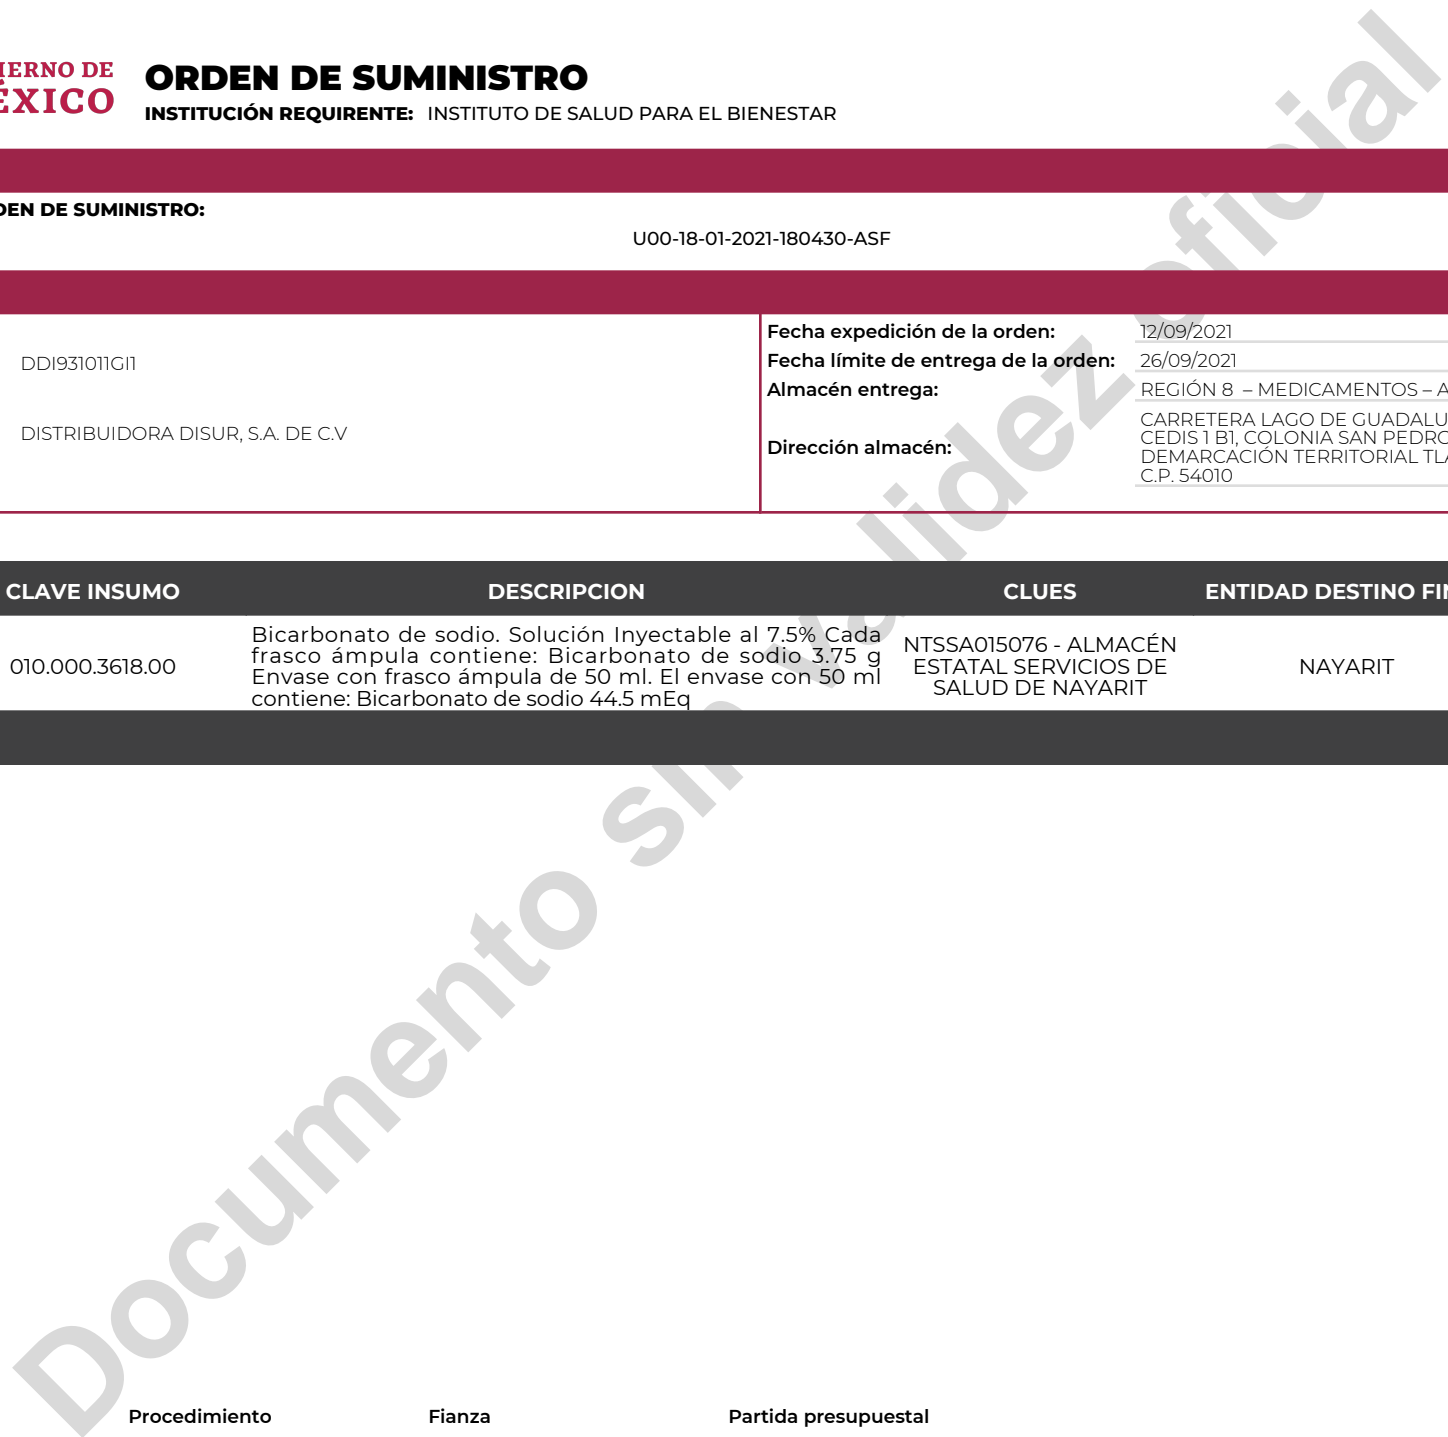 IERNO DE
ÉXICO
ORDEN DE SUMINISTRO
INSTITUCIÓN REQUIRENTE: INSTITUTO DE SALUD PARA EL BIENESTAR
DEN DE SUMINISTRO:
U00-18-01-2021-180430-ASF
DDI931011GI1
DISTRIBUIDORA DISUR, S.A. DE C.V
Fecha expedición de la orden: 12/09/2021
Fecha límite de entrega de la orden: 26/09/2021
Almacén entrega: REGIÓN 8 – MEDICAMENTOS – A
Dirección almacén:
CARRETERA LAGO DE GUADALU
CEDIS 1 B1, COLONIA SAN PEDRO
DEMARCACIÓN TERRITORIAL TLA
C.P. 54010
CLAVE INSUMO DESCRIPCION CLUES ENTIDAD DESTINO FIN
010.000.3618.00
Bicarbonato de sodio. Solución Inyectable al 7.5% Cada
frasco ámpula contiene: Bicarbonato de sodio 3.75 g
Envase con frasco ámpula de 50 ml. El envase con 50 ml
contiene: Bicarbonato de sodio 44.5 mEq
NTSSA015076 - ALMACÉN
ESTATAL SERVICIOS DE
SALUD DE NAYARIT
NAYARIT
Documento sin validez oficial
Procedimiento Fianza Partida presupuestal